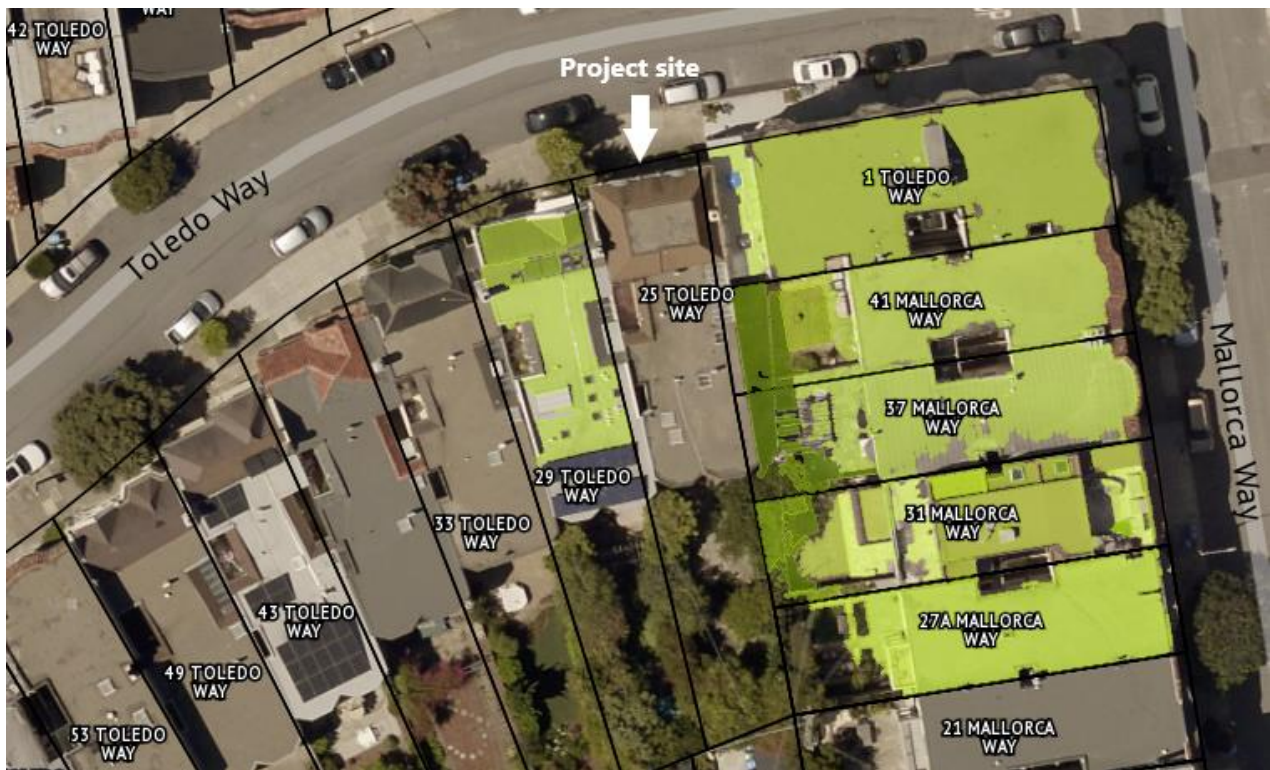 42 TOLEDO
WAY
WAY
Project site
Toledo Way
1 TOLEDO
WAY
25 TOLEDO
WAY
41 MALLORCA
WAY
37 MALLORCA
WAY
Mallorca Way
29 TOLEDO
WAY
33 TOLEDO
WAY
31 MALLORCA
WAY
43 TOLEDO
WAY
27A MALLORCA
WAY
49 TOLEDO
WAY
53 TOLEDO
WAY
21 MALLORCA
WAY